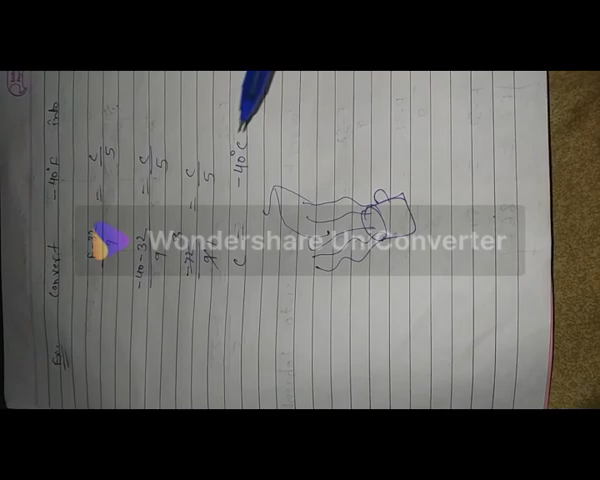 Ex:- Convert -40°F into
F-32/9 = C/5
-40-32/9 = C/5
-72/9 = C/5
C = -40°C
Wondershare UniConverter